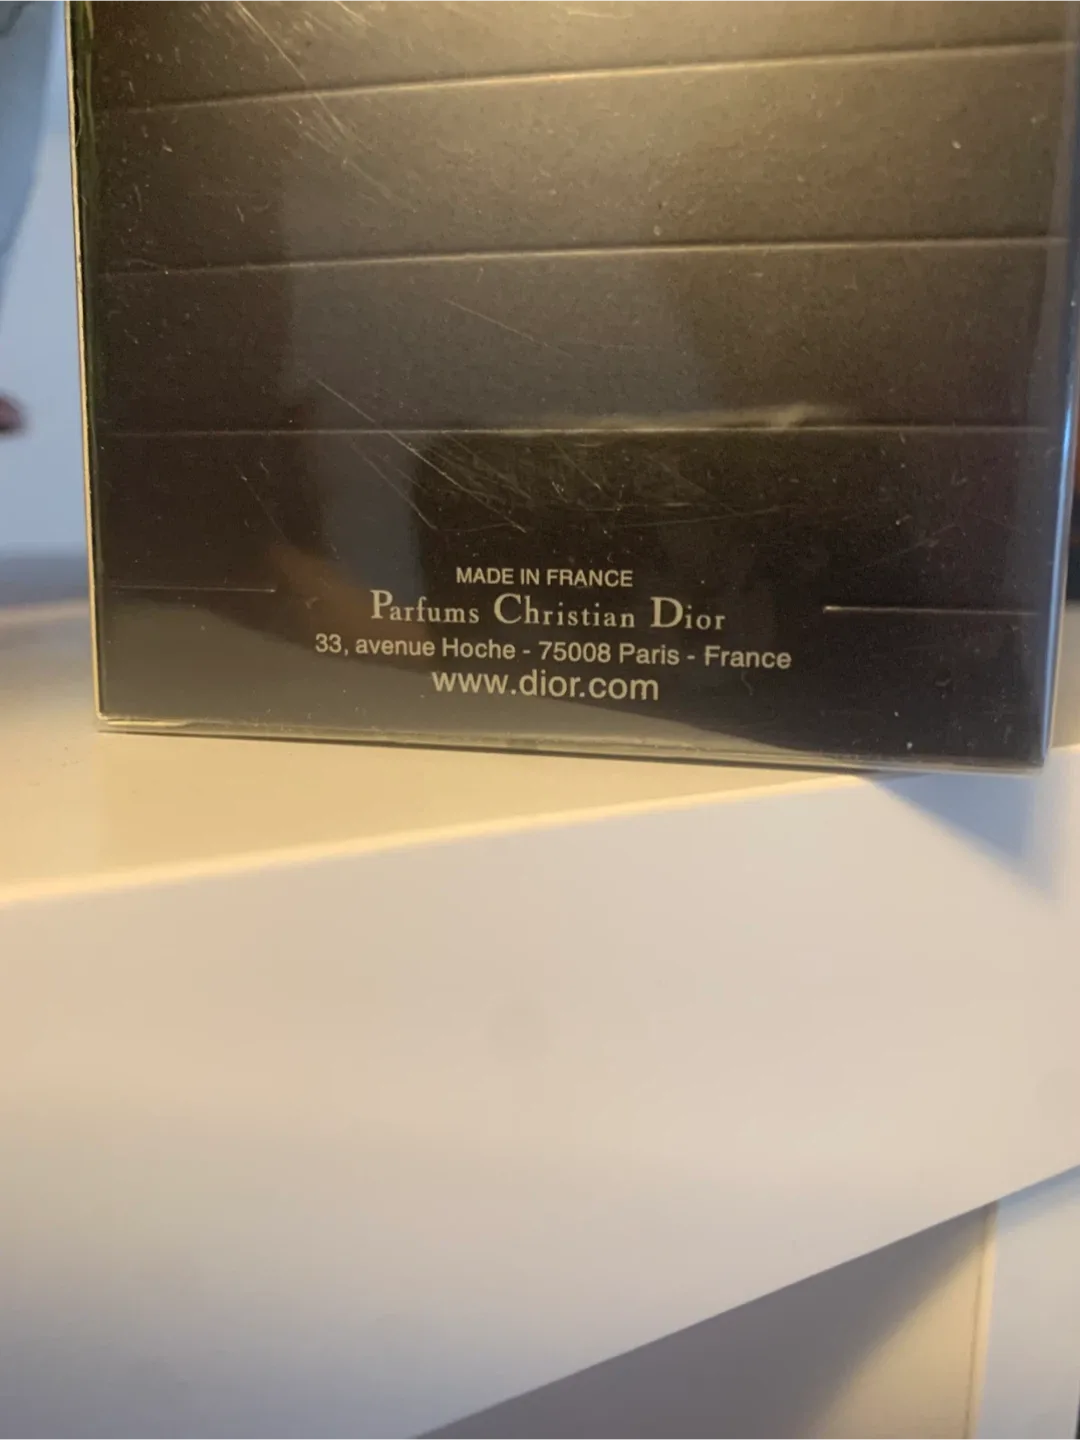 MADE IN FRANCE
Parfums Christian Dior
33, avenue Hoche - 75008 Paris - France
www.dior.com